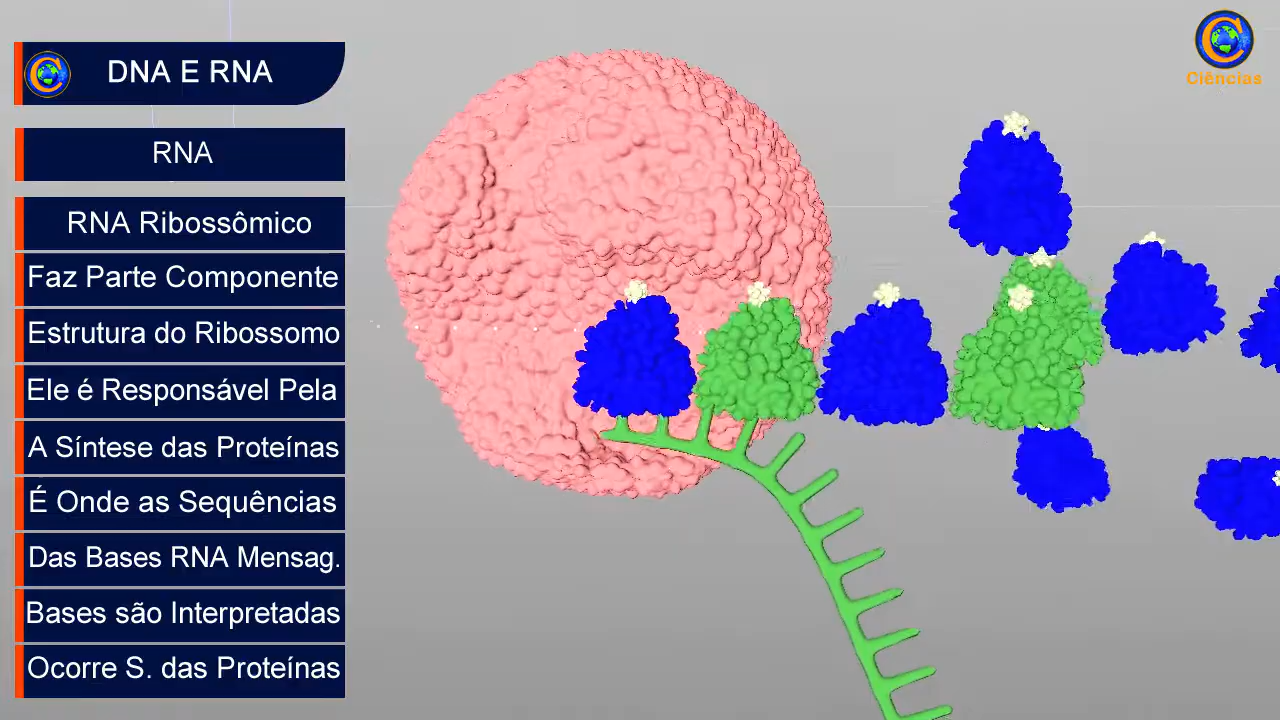 DNA E RNA
Ciências
RNA
RNA Ribossômico
Faz Parte Componente
Estrutura do Ribossomo
Ele é Responsável Pela
A Síntese das Proteínas
É Onde as Sequências
Das Bases RNA Mensag.
Bases são Interpretadas
Ocorre S. das Proteínas